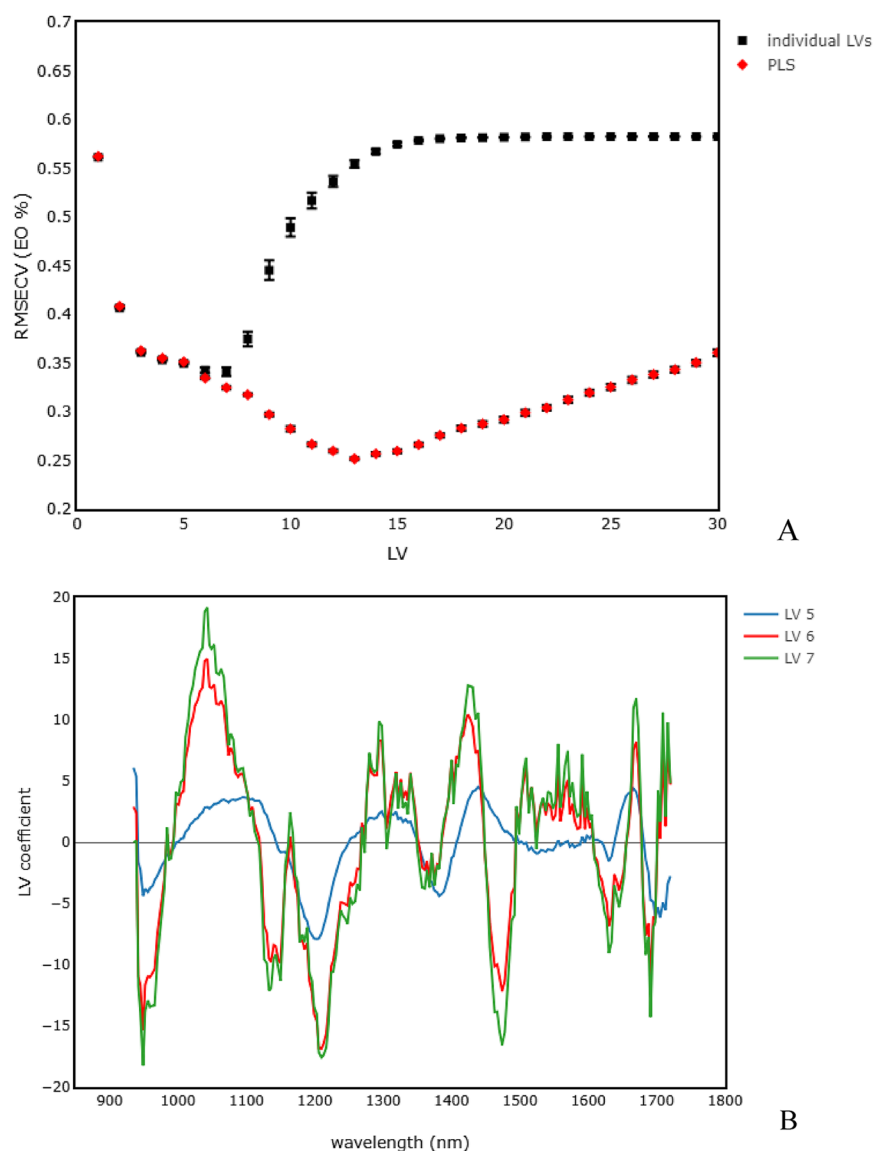 0.7
0.65
0.6
0.55
0.5
0.45
0.4
0.35
0.3
0.25
0.2
RMSECV (EO %)
0 5 10 15 20 25 30
LV
individual LVs
PLS
A
20
15
10
5
0
−5
−10
−15
−20
LV coefficient
900 1000 1100 1200 1300 1400 1500 1600 1700 1800
wavelength (nm)
LV 5
LV 6
LV 7
B